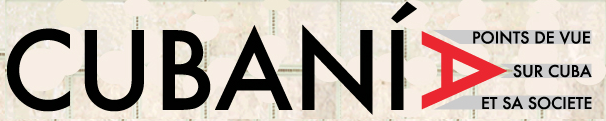 CUBANÍA
POINTS DE VUE
SUR CUBA
ET SA SOCIETE